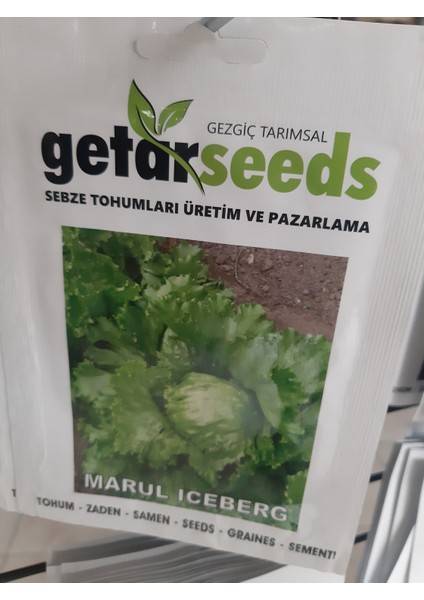 GEZGİÇ TARIMSAL
getarseeds
SEBZE TOHUMLARI ÜRETİM VE PAZARLAMA
MARUL ICEBERG
TOHUM - ZADEN - SAMEN - SEEDS - GRAINES - SEMENTI